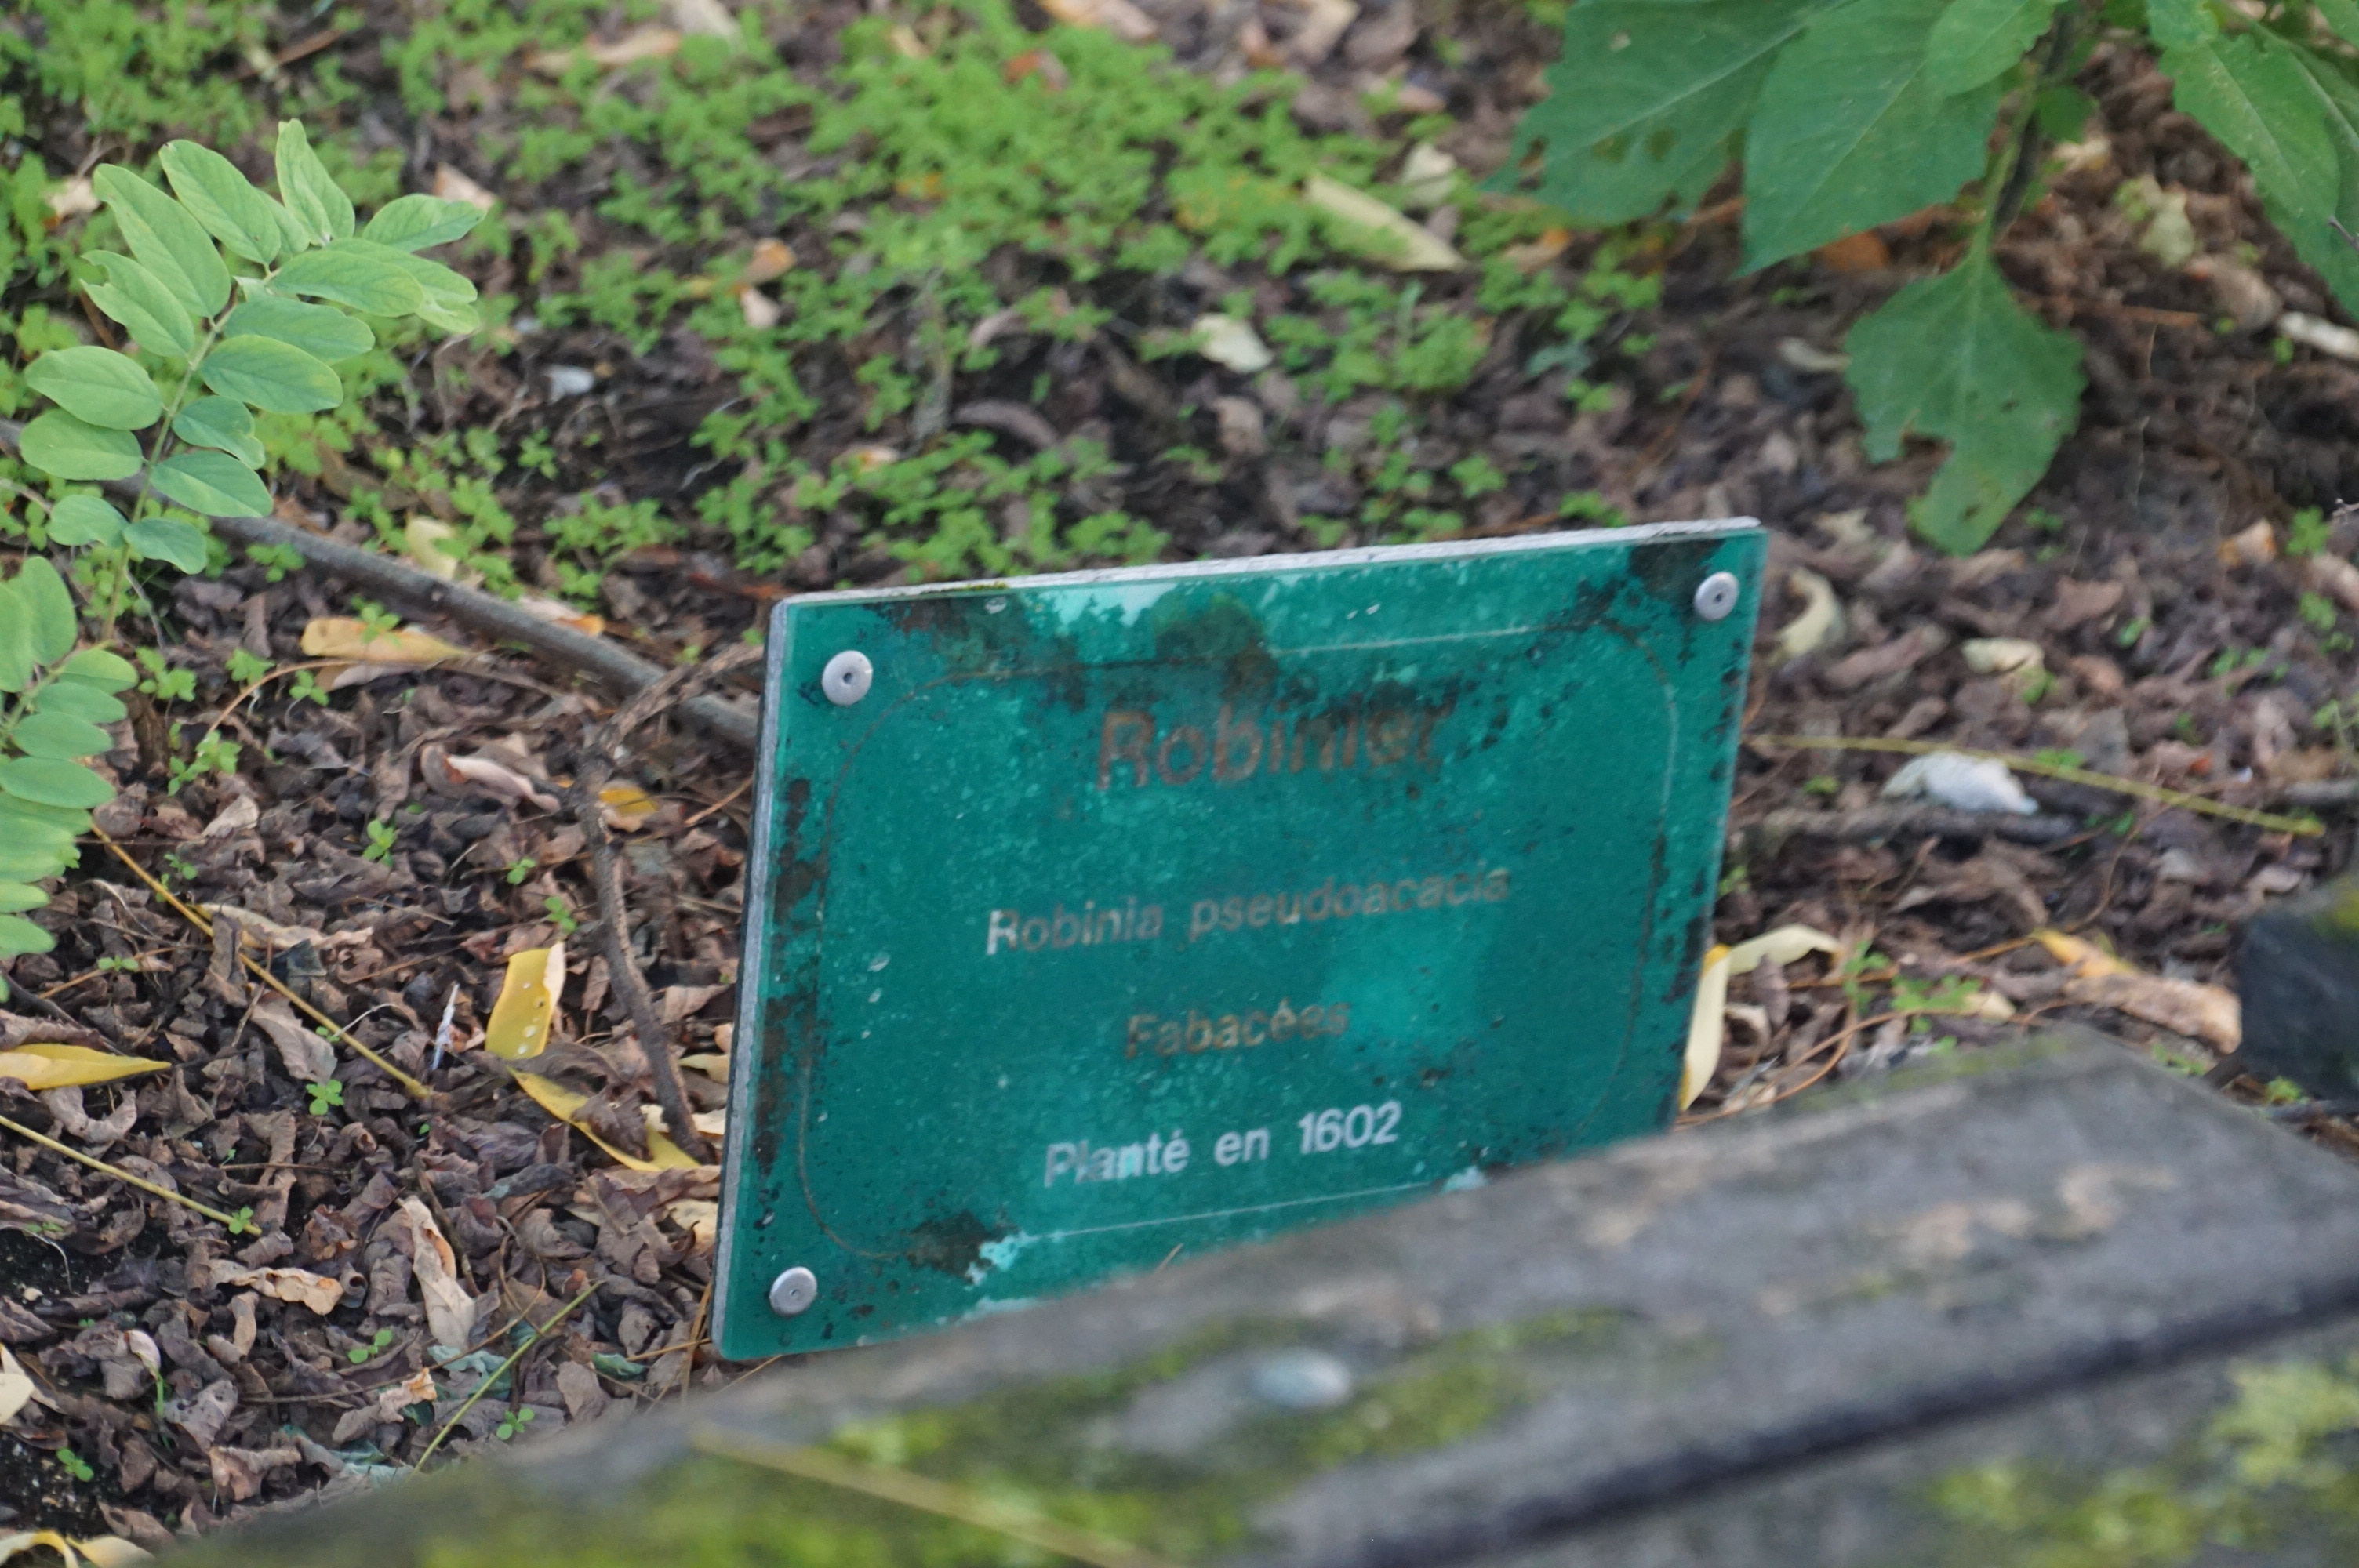 Robinier
Robinia pseudoacacia
Fabacées
Planté en 1602